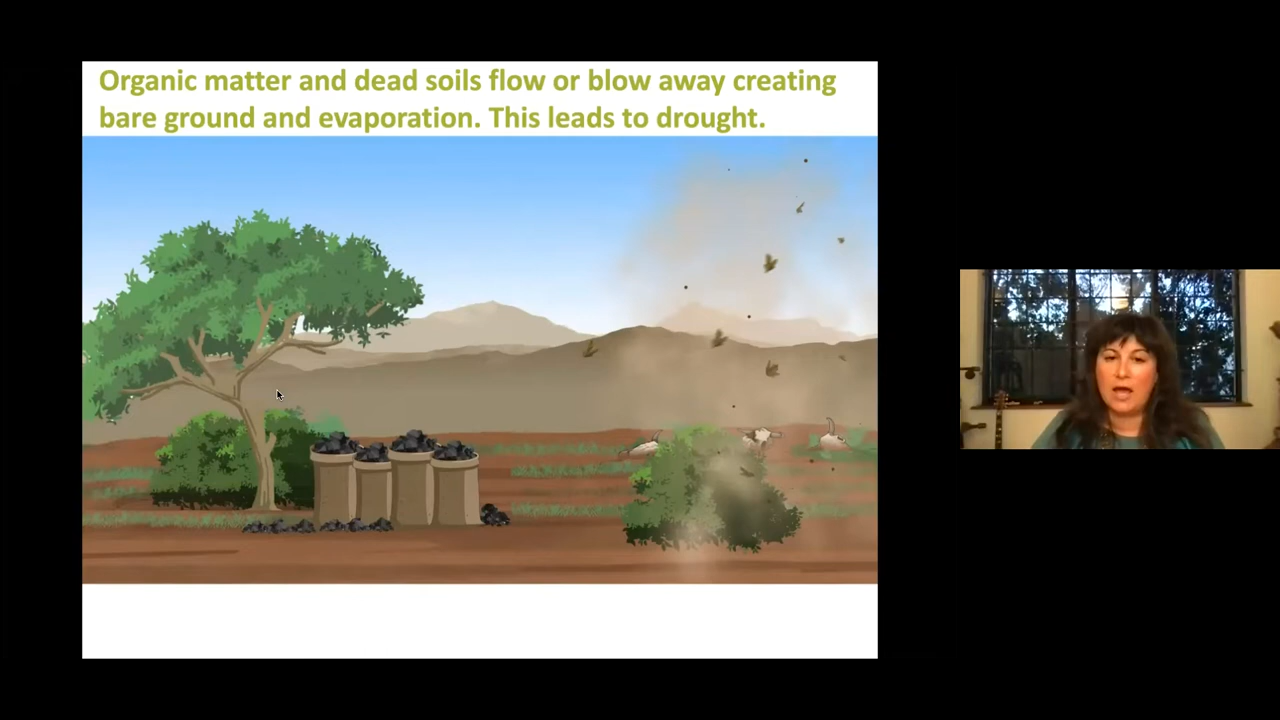 Organic matter and dead soils flow or blow away creating
bare ground and evaporation. This leads to drought.